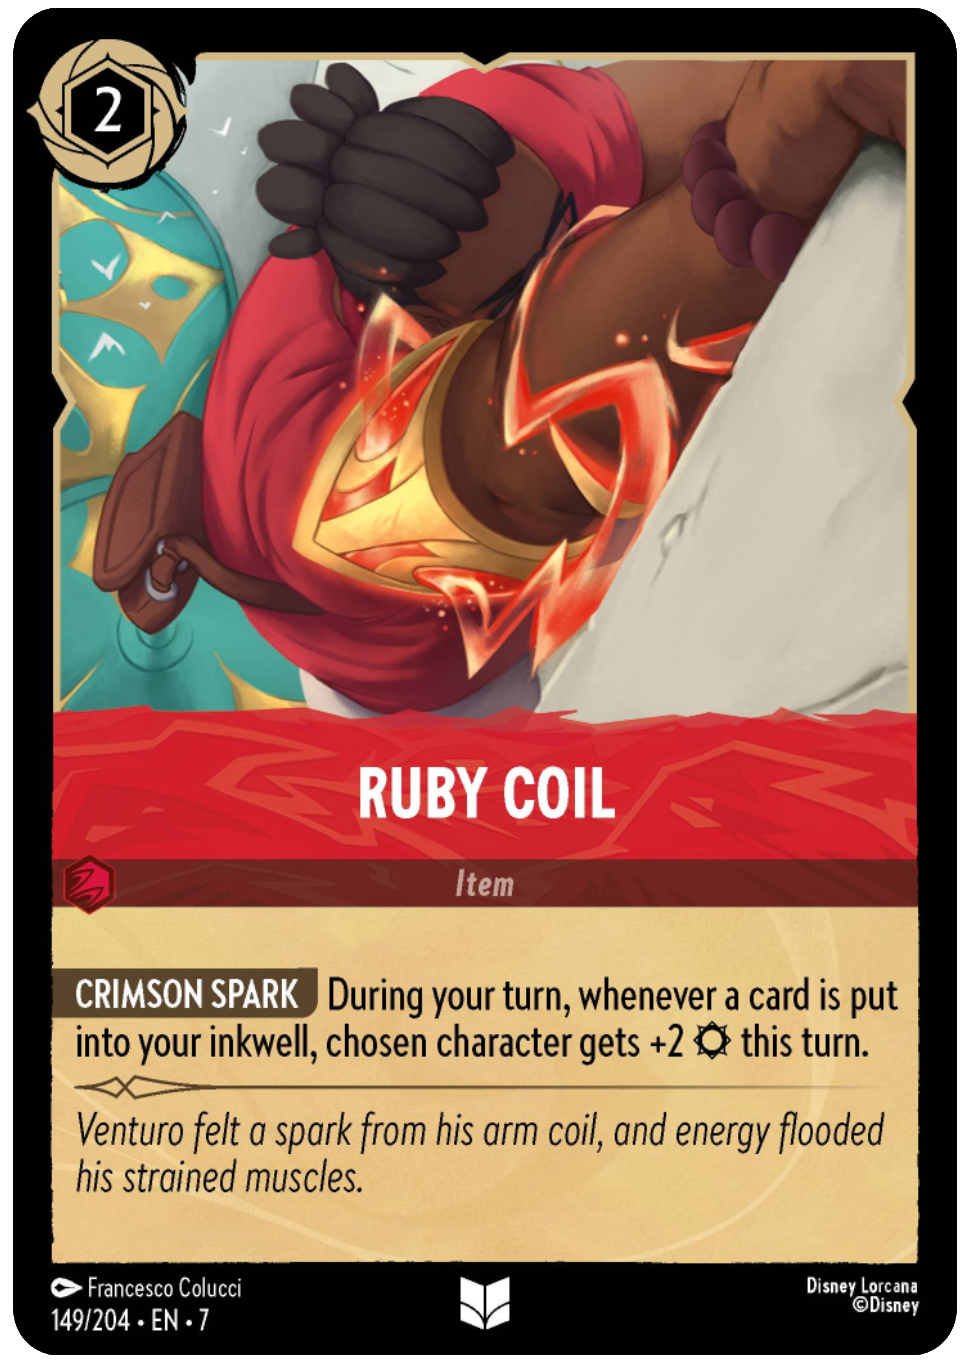 2
RUBY COIL
Item
CRIMSON SPARK During your turn, whenever a card is put
into your inkwell, chosen character gets +2 this turn.
Venturo felt a spark from his arm coil, and energy flooded
his strained muscles.
Francesco Colucci
149/204 • EN • 7
Disney Lorcana
©Disney